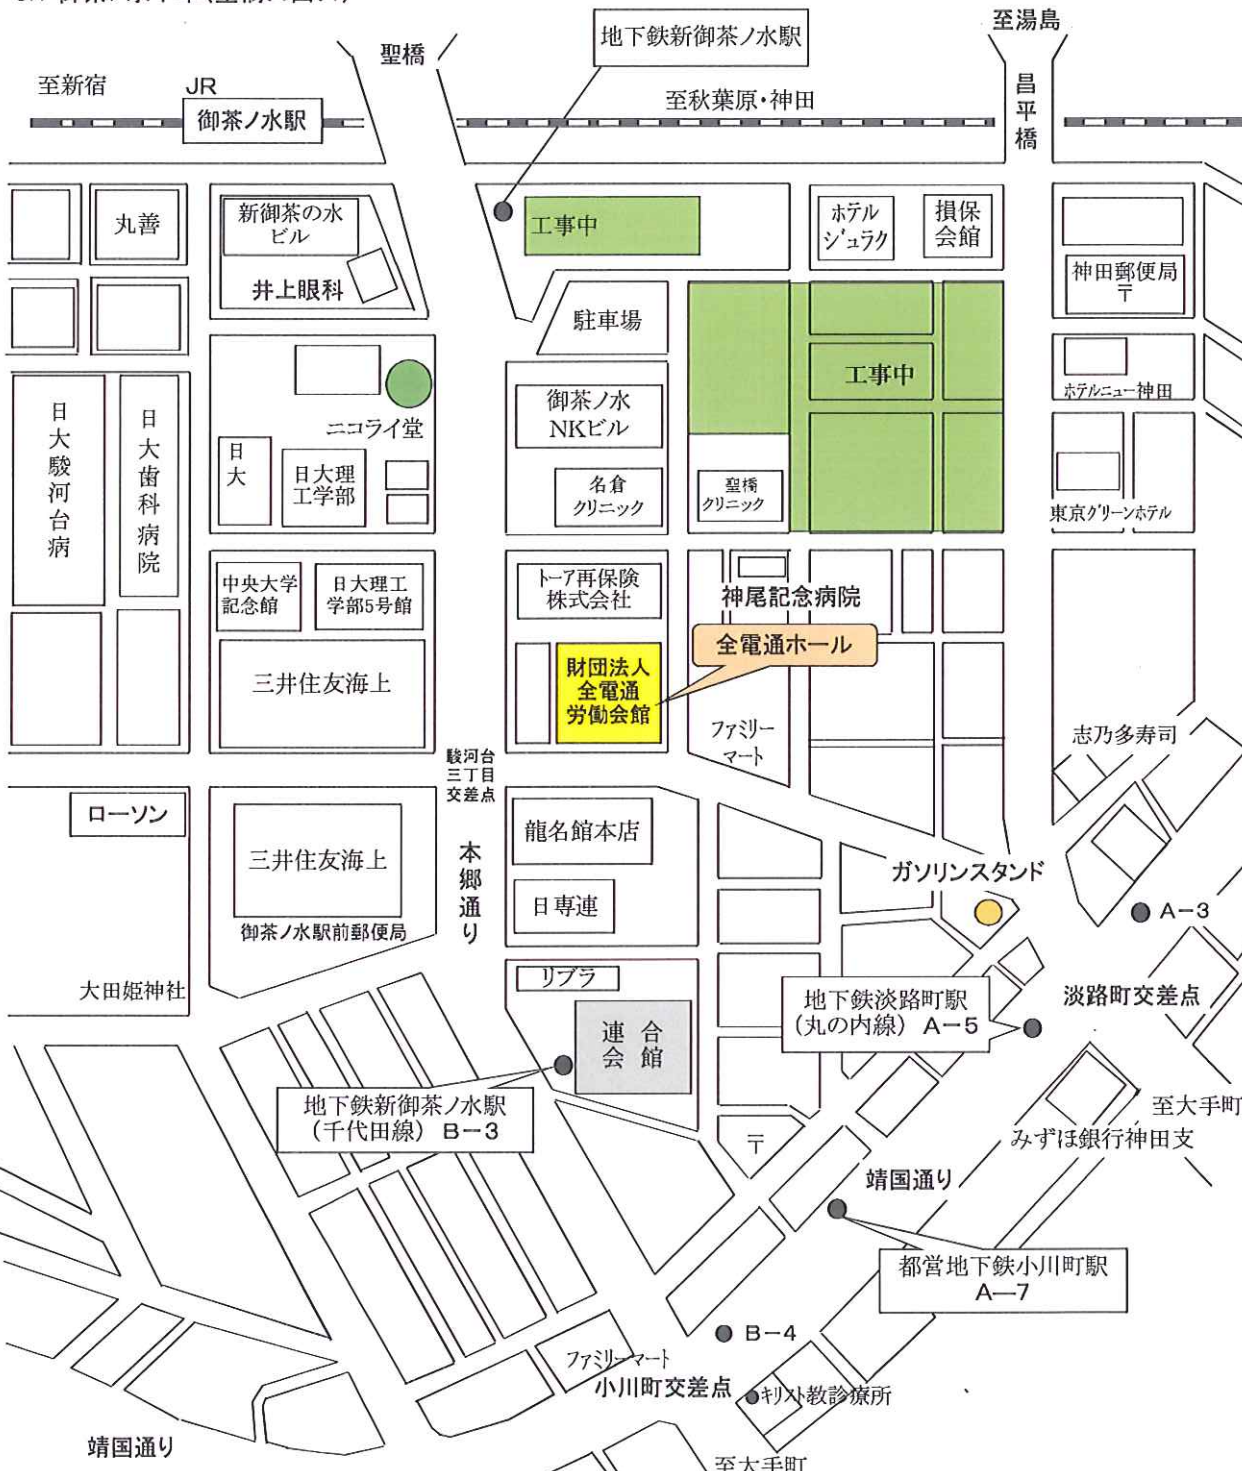 地下鉄新御茶ノ水駅
至湯島
聖橋
至新宿
JR
御茶ノ水駅
至秋葉原・神田
昌平橋
丸善
新御茶の水
ビル
井上眼科
工事中
ホテル
ジュラク
損保
会館
神田郵便局
〒
駐車場
工事中
ホテルニュー神田
日大駿河台病
日大歯科病院
ニコライ堂
日大
日大理
工学部
御茶ノ水
NKビル
名倉
クリニック
聖橋
クリニック
東京グリーンホテル
中央大学
記念館
日大理工
学部5号館
トーア再保険
株式会社
神尾記念病院
全電通ホール
三井住友海上
財団法人
全電通
労働会館
ファミリー
マート
志乃多寿司
駿河台
三丁目
交差点
ローソン
三井住友海上
御茶ノ水駅前郵便局
本郷通り
龍名館本店
日専連
ガソリンスタンド
A-3
大田姫神社
リブラ
連合
会館
地下鉄淡路町駅
(丸の内線) A-5
淡路町交差点
地下鉄新御茶ノ水駅
(千代田線) B-3
〒
至大手町
みずほ銀行神田支
靖国通り
都営地下鉄小川町駅
A-7
B-4
ファミリーマート
小川町交差点
キリスト教診療所
靖国通り
至大手町